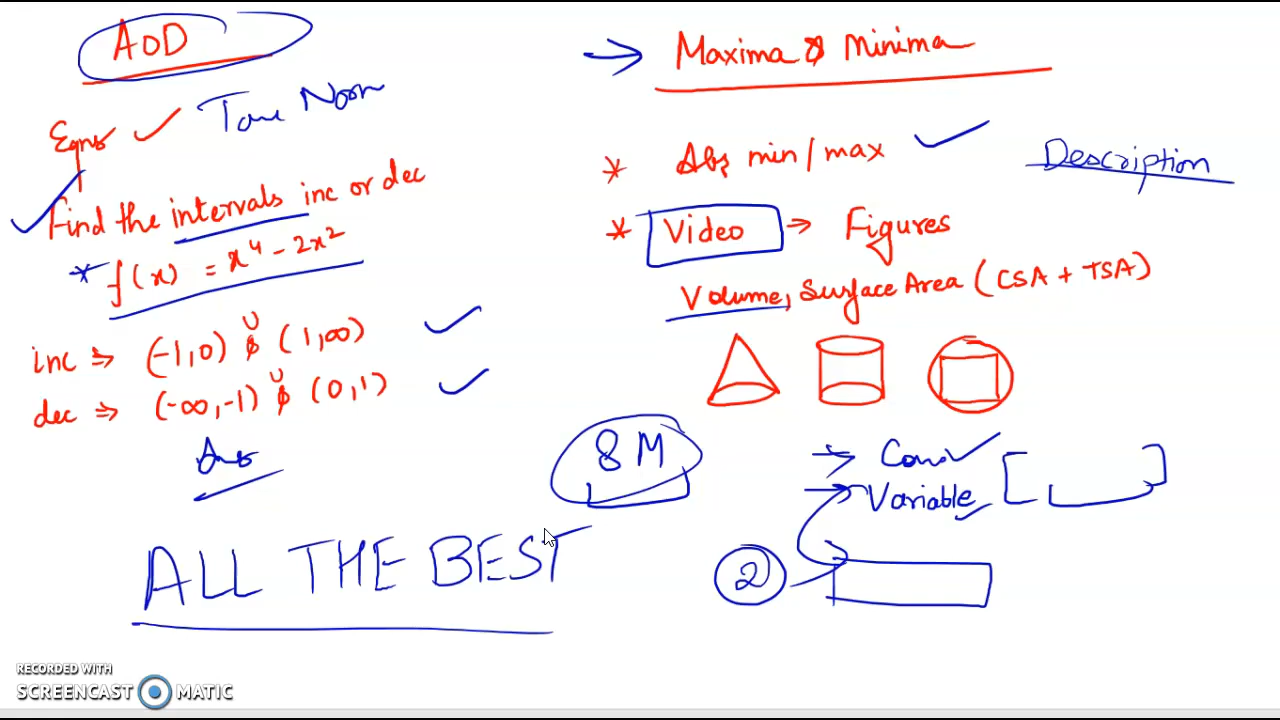 AOD
Eqns ✓ Tan Norm
Find the intervals inc or dec
* f(x) = x⁴ - 2x²
inc ⇒ (-1,0) ∪ (1,∞)
dec ⇒ (-∞,-1) ∪ (0,1)
Ans
ALL THE BEST
→ Maxima & Minima
* Abs min/max ✓
Description
* Video → Figures
Volume, Surface Area (CSA + TSA)
8 M
→ Cons ✓
→ Variable [ ]
2
RECORDED WITH
SCREENCAST MATIC